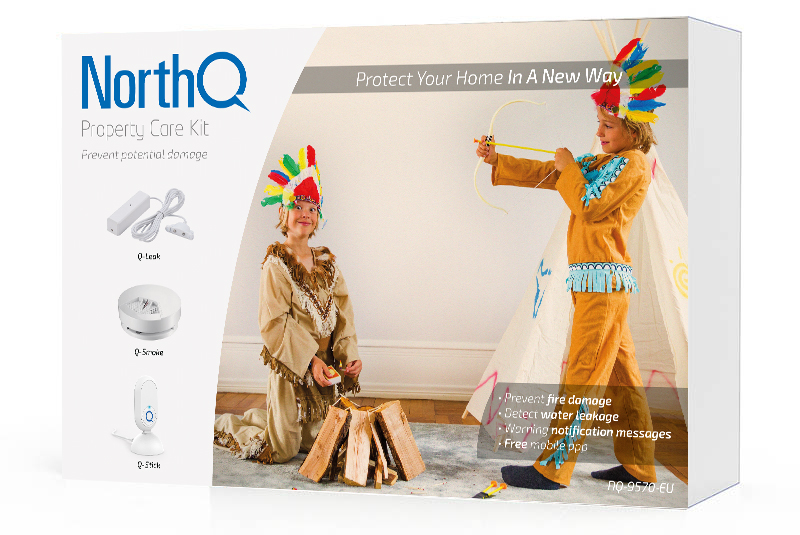 NorthQ
Property Care Kit
Prevent potential damage
Q-Leak
Q-Smoke
Q
Q-Stick
Protect Your Home In A New Way
• Prevent fire damage
• Detect water leakage
• Warning notification messages
• Free mobile app
NQ-9570-EU